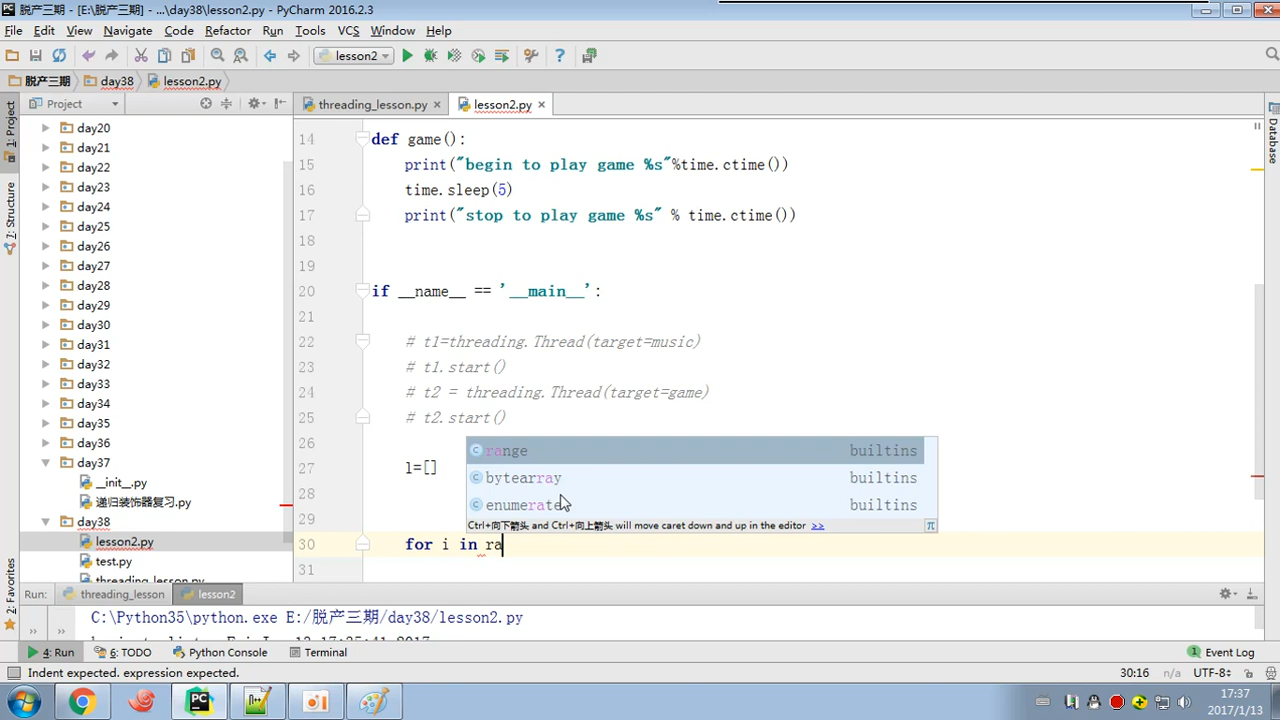 脱产三期 - [E:\脱产三期] - ...\day38\lesson2.py - PyCharm 2016.2.3
File Edit View Navigate Code Refactor Run Tools VCS Window Help
lesson2
脱产三期 day38 lesson2.py
Project threading_lesson.py lesson2.py
1: Project
7: Structure
2: Favorites
Database
day20
day21
day22
day23
day24
day25
day26
day27
day28
day29
day30
day31
day32
day33
day34
day35
day36
day37
__init__.py
递归装饰器复习.py
day38
lesson2.py
test.py
threading_lesson.py
14 def game():
15 print("begin to play game %s"%time.ctime())
16 time.sleep(5)
17 print("stop to play game %s" % time.ctime())
18
19
20 if __name__ == '__main__':
21
22 # t1=threading.Thread(target=music)
23 # t1.start()
24 # t2 = threading.Thread(target=game)
25 # t2.start()
26
27 l=[]
28
29
30 for i in ra
31
range builtins
bytearray builtins
enumerate builtins
Ctrl+向下箭头 and Ctrl+向上箭头 will move caret down and up in the editor >> π
Run: threading_lesson lesson2
C:\Python35\python.exe E:/脱产三期/day38/lesson2.py
4: Run 6: TODO Python Console Terminal 1 Event Log
Indent expected. expression expected. 30:16 n/a UTF-8
17:37
2017/1/13